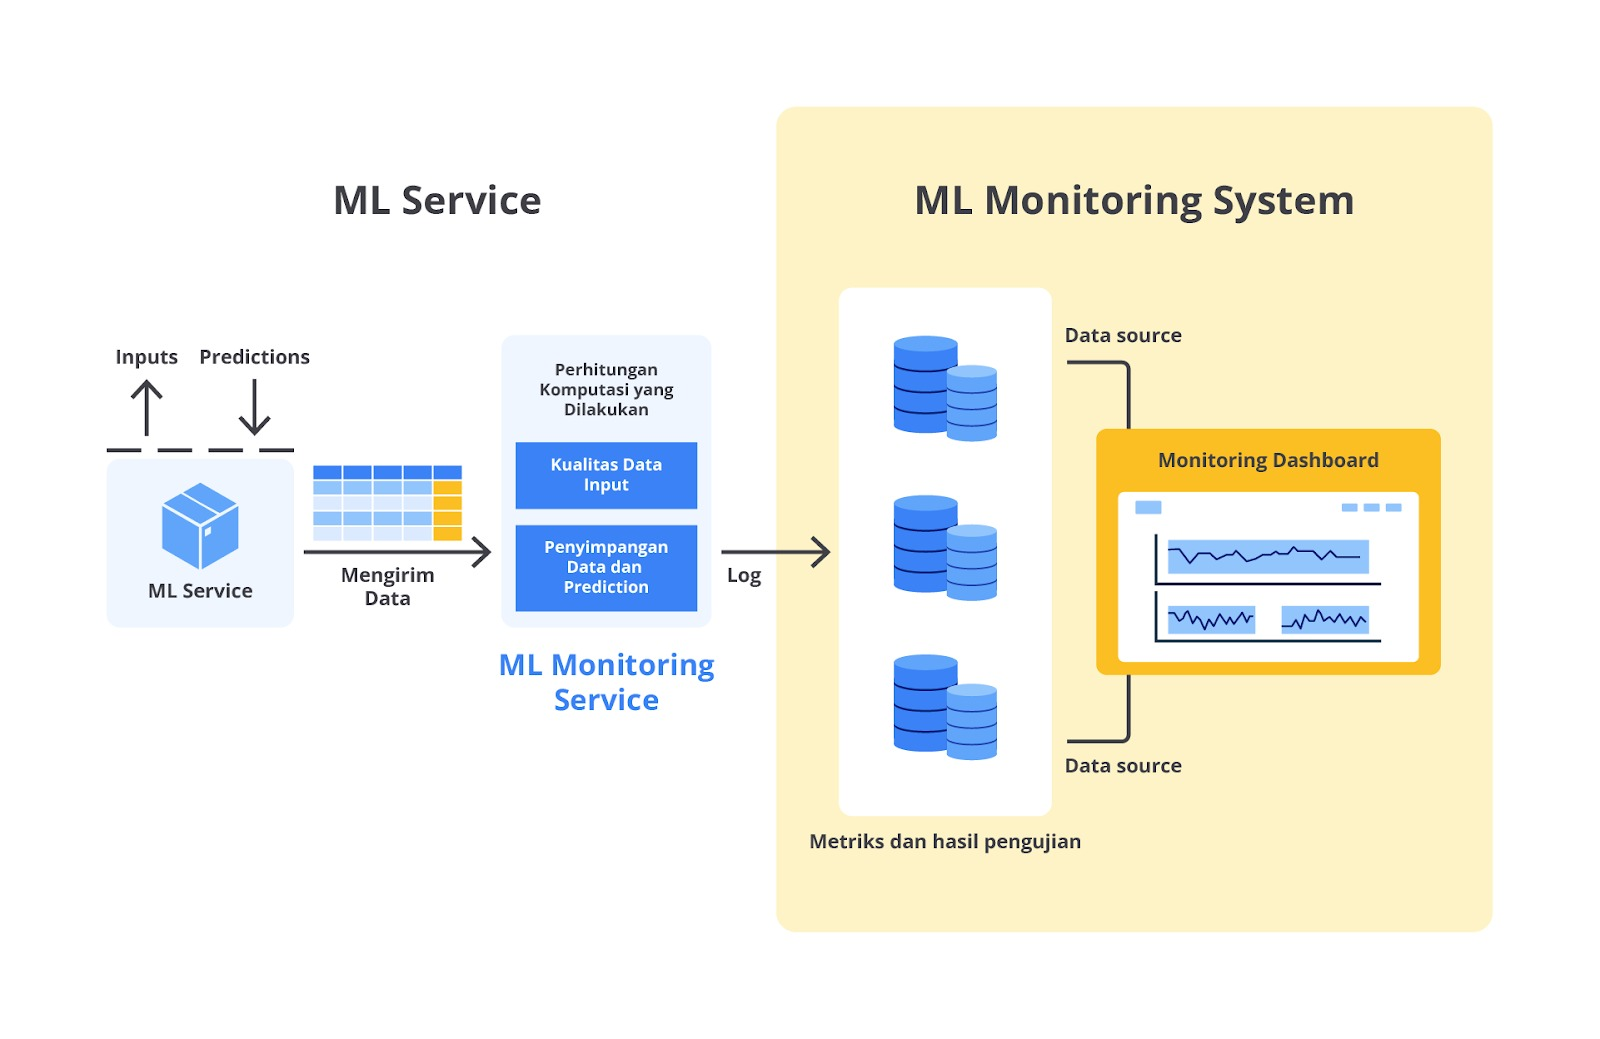 ML Service
ML Monitoring System
Inputs
Predictions
ML Service
Mengirim
Data
Perhitungan
Komputasi yang
Dilakukan
Kualitas Data
Input
Penyimpangan
Data dan
Prediction
ML Monitoring
Service
Log
Metriks dan hasil pengujian
Data source
Monitoring Dashboard
Data source